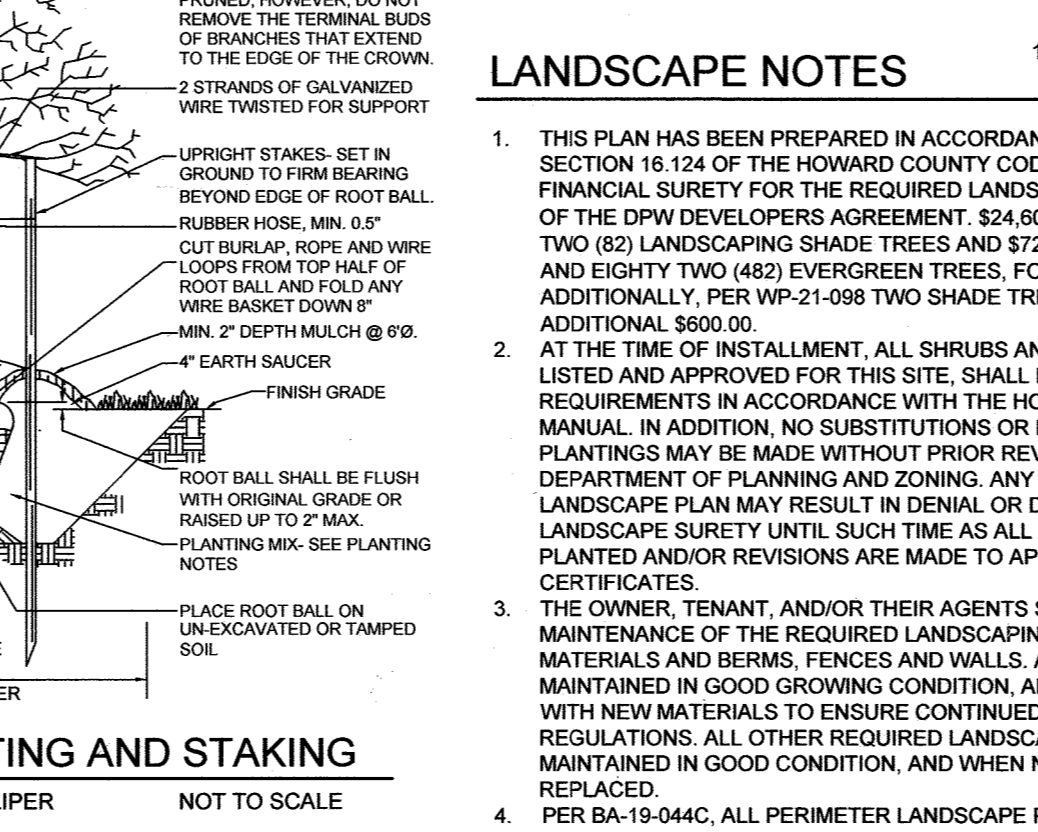 PRUNED, HOWEVER, DO NOT
REMOVE THE TERMINAL BUDS
OF BRANCHES THAT EXTEND
TO THE EDGE OF THE CROWN.
2 STRANDS OF GALVANIZED
WIRE TWISTED FOR SUPPORT
UPRIGHT STAKES- SET IN
GROUND TO FIRM BEARING
BEYOND EDGE OF ROOT BALL.
RUBBER HOSE, MIN. 0.5"
CUT BURLAP, ROPE AND WIRE
LOOPS FROM TOP HALF OF
ROOT BALL AND FOLD ANY
WIRE BASKET DOWN 8"
MIN. 2" DEPTH MULCH @ 6'Ø.
4" EARTH SAUCER
FINISH GRADE
ROOT BALL SHALL BE FLUSH
WITH ORIGINAL GRADE OR
RAISED UP TO 2" MAX.
PLANTING MIX- SEE PLANTING
NOTES
PLACE ROOT BALL ON
UN-EXCAVATED OR TAMPED
SOIL
ER
TING AND STAKING
LIPER NOT TO SCALE
LANDSCAPE NOTES
1. THIS PLAN HAS BEEN PREPARED IN ACCORDAN
SECTION 16.124 OF THE HOWARD COUNTY COD
FINANCIAL SURETY FOR THE REQUIRED LANDS
OF THE DPW DEVELOPERS AGREEMENT. $24,60
TWO (82) LANDSCAPING SHADE TREES AND $72
AND EIGHTY TWO (482) EVERGREEN TREES, FO
ADDITIONALLY, PER WP-21-098 TWO SHADE TRE
ADDITIONAL $600.00.
2. AT THE TIME OF INSTALLMENT, ALL SHRUBS AN
LISTED AND APPROVED FOR THIS SITE, SHALL
REQUIREMENTS IN ACCORDANCE WITH THE HO
MANUAL. IN ADDITION, NO SUBSTITUTIONS OR
PLANTINGS MAY BE MADE WITHOUT PRIOR REV
DEPARTMENT OF PLANNING AND ZONING. ANY
LANDSCAPE PLAN MAY RESULT IN DENIAL OR D
LANDSCAPE SURETY UNTIL SUCH TIME AS ALL
PLANTED AND/OR REVISIONS ARE MADE TO AP
CERTIFICATES.
3. THE OWNER, TENANT, AND/OR THEIR AGENTS S
MAINTENANCE OF THE REQUIRED LANDSCAPIN
MATERIALS AND BERMS, FENCES AND WALLS. A
MAINTAINED IN GOOD GROWING CONDITION, A
WITH NEW MATERIALS TO ENSURE CONTINUED
REGULATIONS. ALL OTHER REQUIRED LANDSCA
MAINTAINED IN GOOD CONDITION, AND WHEN N
REPLACED.
4. PER BA-19-044C, ALL PERIMETER LANDSCAPE